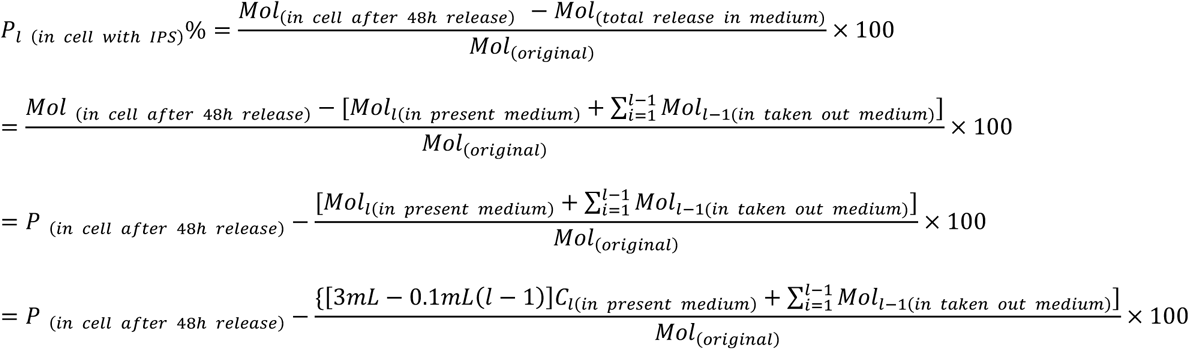 P_{l (in cell with IPS)}% = \frac{Mol_{(in cell after 48h release)} - Mol_{(total release in medium)}}{Mol_{(original)}} × 100
= \frac{Mol_{(in cell after 48h release)} - [Mol_{l(in present medium)} + \sum_{i=1}^{l-1} Mol_{l-1(in taken out medium)}]}{Mol_{(original)}} × 100
= P_{(in cell after 48h release)} - \frac{[Mol_{l(in present medium)} + \sum_{i=1}^{l-1} Mol_{l-1(in taken out medium)}]}{Mol_{(original)}} × 100
= P_{(in cell after 48h release)} - \frac{{[3mL - 0.1mL(l - 1)]C_{l(in present medium)} + \sum_{i=1}^{l-1} Mol_{l-1(in taken out medium)}]}{Mol_{(original)}} × 100